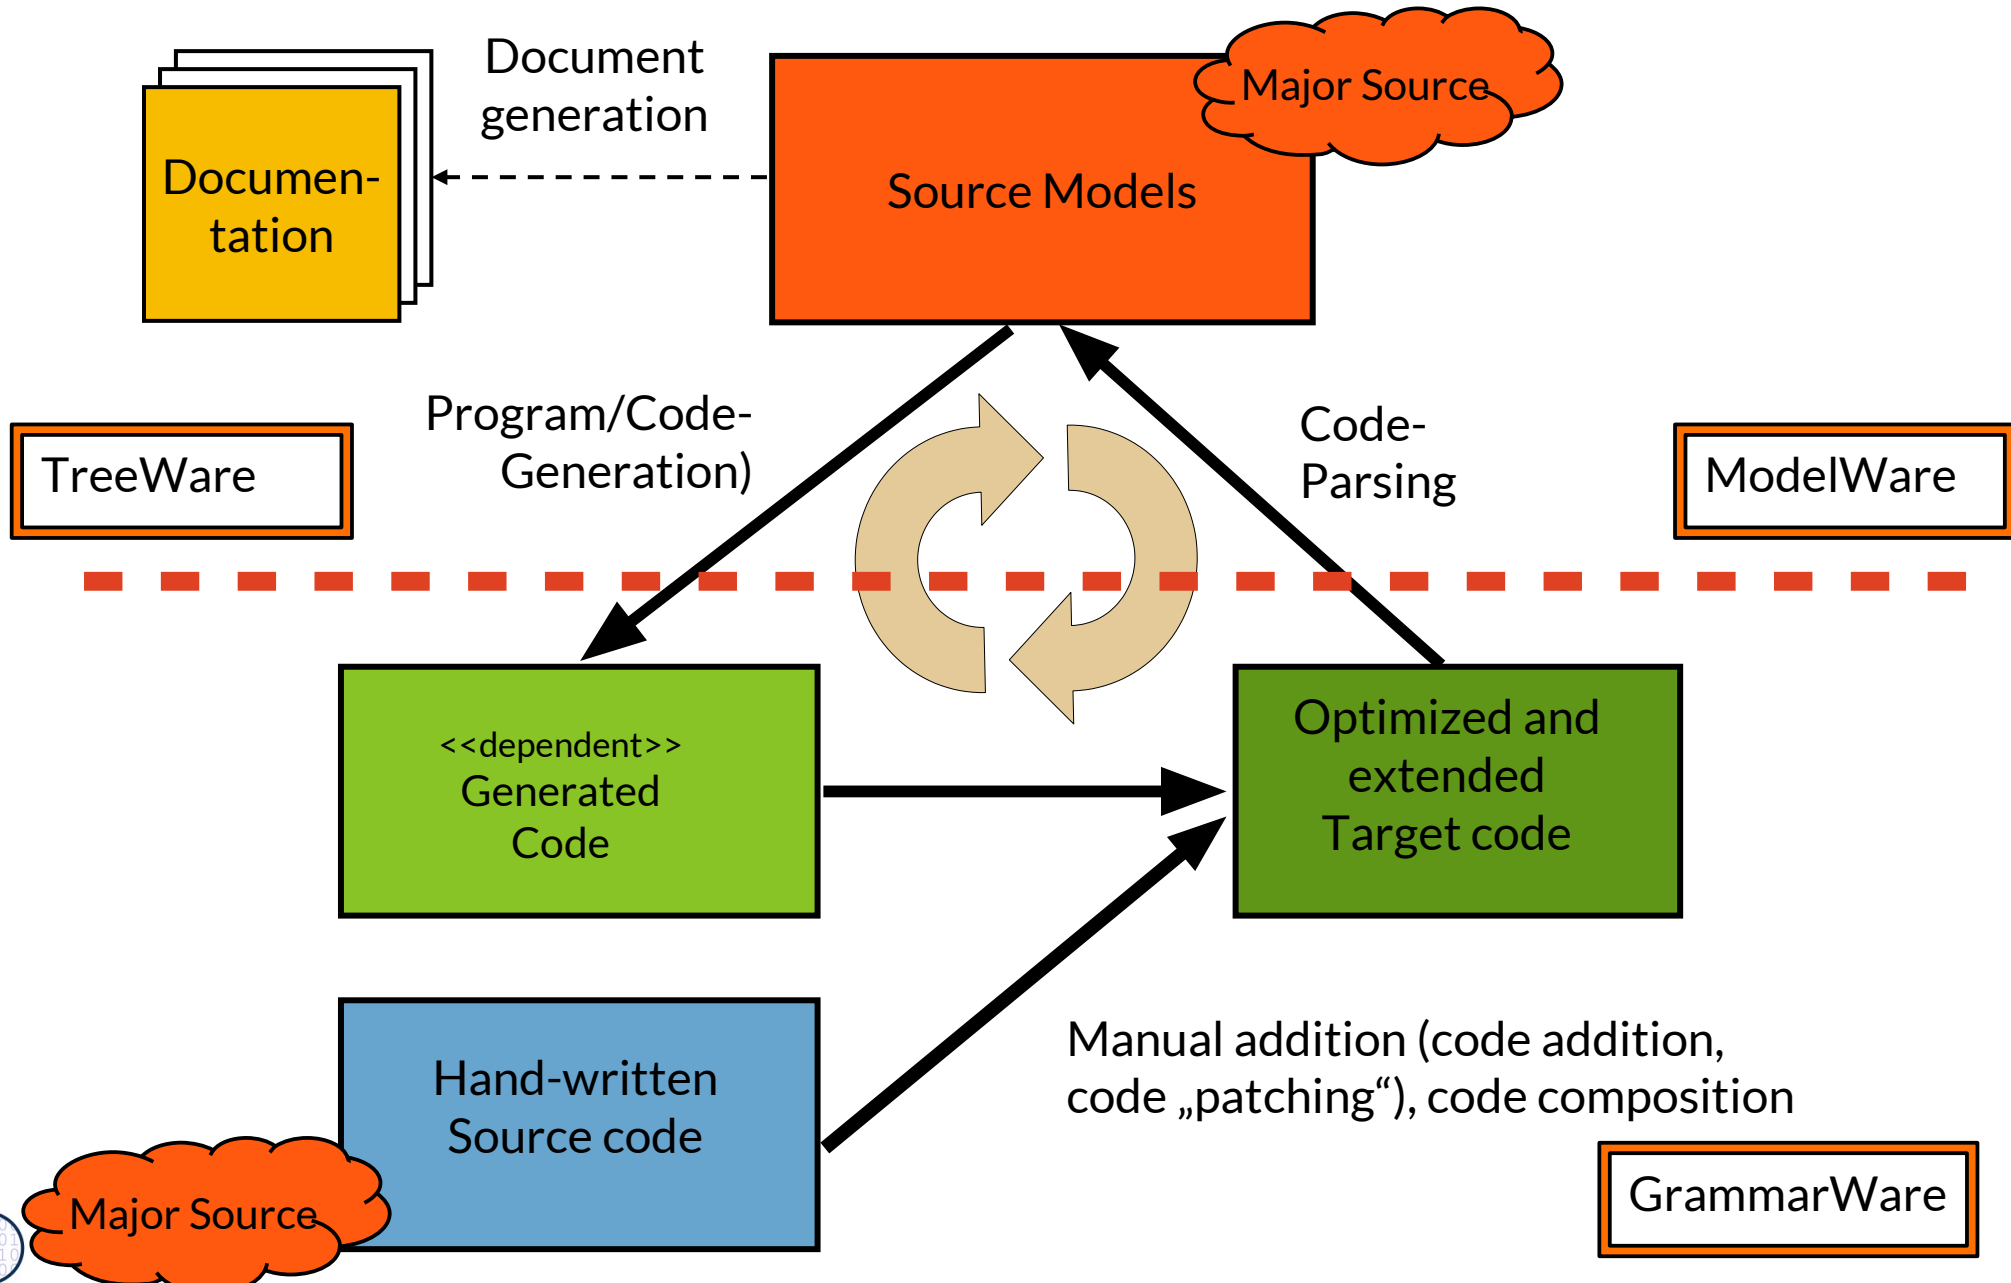 Document
generation
Major Source
Documen-
tation
Source Models
Program/Code-
Generation)
Code-
Parsing
TreeWare
ModelWare
<<dependent>>
Generated
Code
Optimized and
extended
Target code
Hand-written
Source code
Manual addition (code addition,
code „patching“), code composition
Major Source
GrammarWare